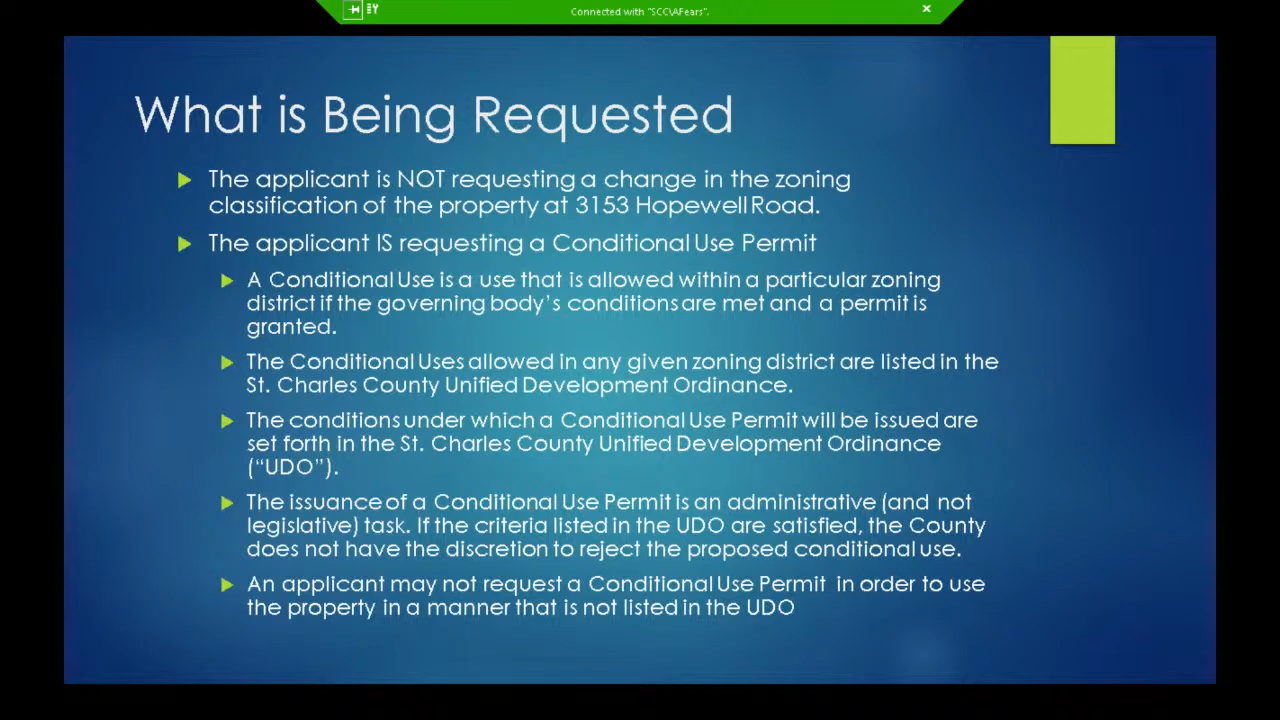 Connected with "SCC\AFears".
What is Being Requested
The applicant is NOT requesting a change in the zoning
classification of the property at 3153 Hopewell Road.
The applicant IS requesting a Conditional Use Permit
A Conditional Use is a use that is allowed within a particular zoning
district if the governing body's conditions are met and a permit is
granted.
The Conditional Uses allowed in any given zoning district are listed in the
St. Charles County Unified Development Ordinance.
The conditions under which a Conditional Use Permit will be issued are
set forth in the St. Charles County Unified Development Ordinance
("UDO").
The issuance of a Conditional Use Permit is an administrative (and not
legislative) task. If the criteria listed in the UDO are satisfied, the County
does not have the discretion to reject the proposed conditional use.
An applicant may not request a Conditional Use Permit in order to use
the property in a manner that is not listed in the UDO